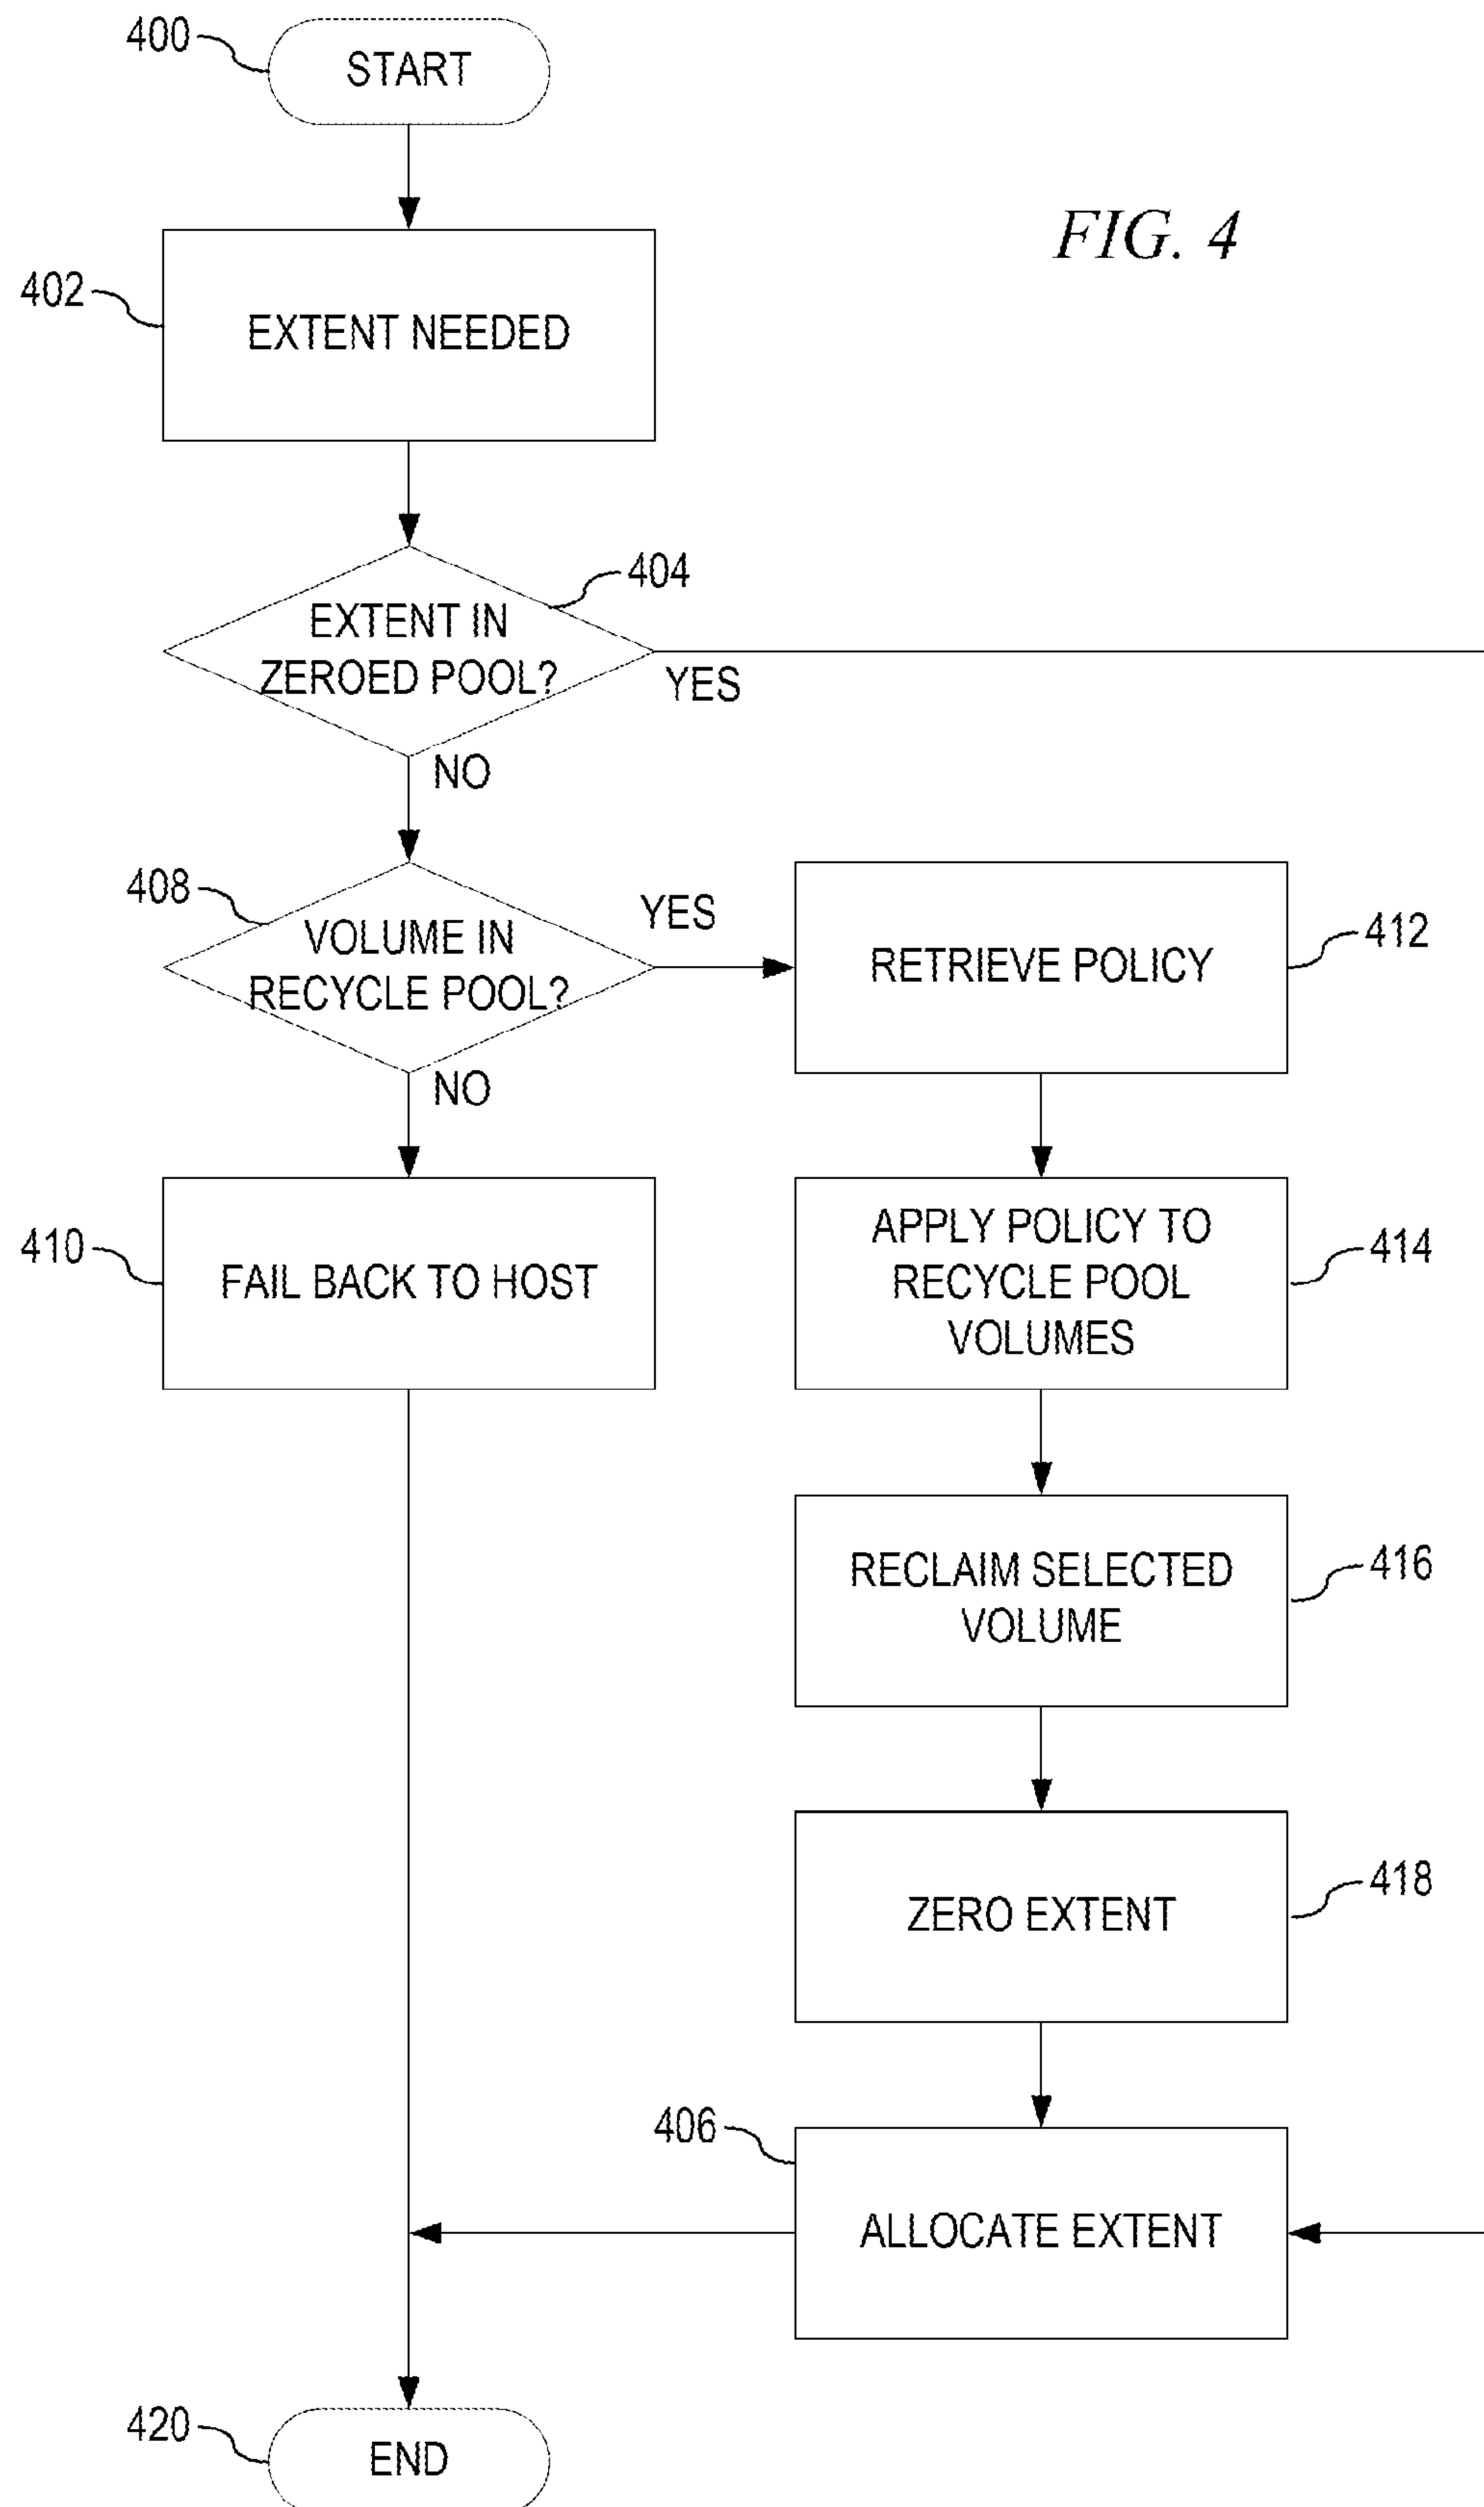 400
START
FIG. 4
402
EXTENT NEEDED
404
EXTENT IN
ZEROED POOL?
YES
NO
408
VOLUME IN
RECYCLE POOL?
YES
NO
RETRIEVE POLICY
412
410
FAIL BACK TO HOST
APPLY POLICY TO
RECYCLE POOL
VOLUMES
414
RECLAIM SELECTED
VOLUME
416
ZERO EXTENT
418
406
ALLOCATE EXTENT
420
END